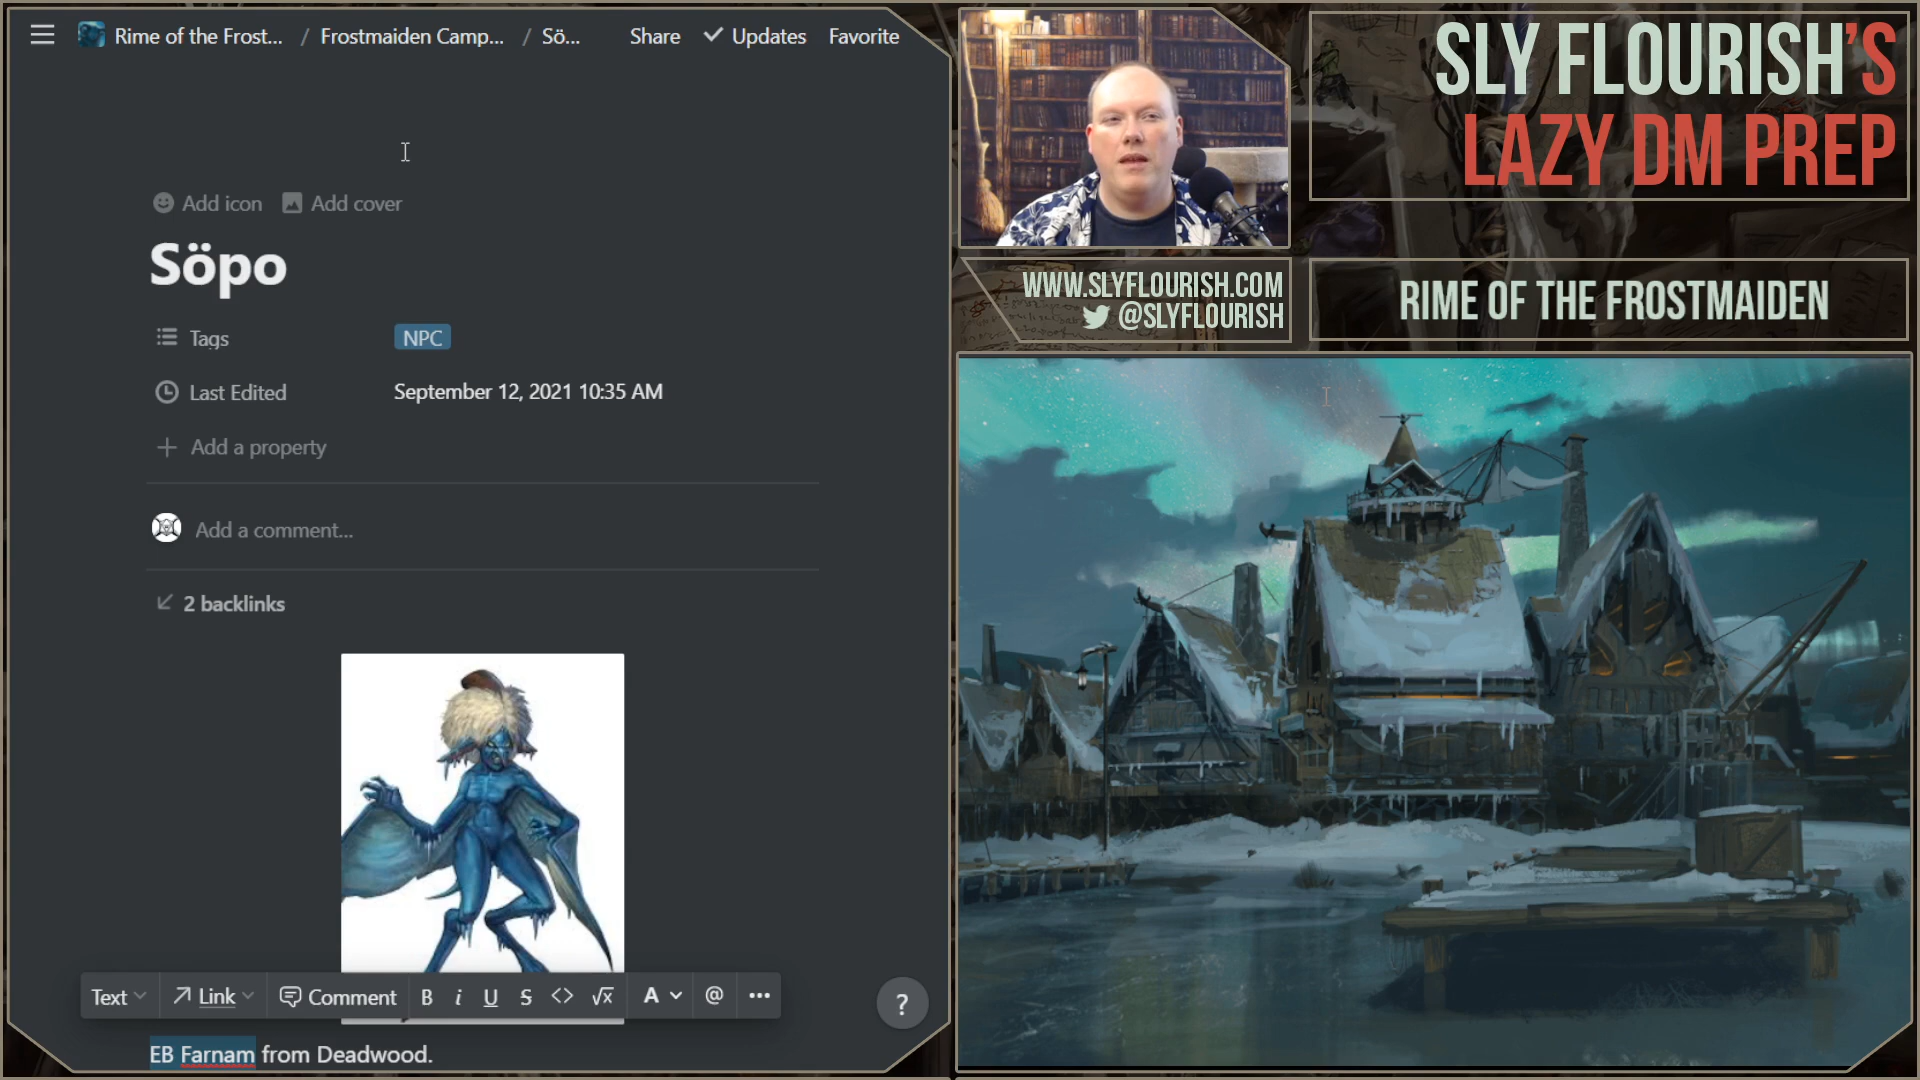 Rime of the Frost... / Frostmaiden Camp... / Sö... Share Updates Favorite
Add icon Add cover
Söpo
Tags NPC
Last Edited September 12, 2021 10:35 AM
Add a property
Add a comment...
2 backlinks
Text Link Comment B i U S <> √x A @ •••
?
EB Farnam from Deadwood.
SLY FLOURISH'S
LAZY DM PREP
WWW.SLYFLOURISH.COM
@SLYFLOURISH
RIME OF THE FROSTMAIDEN